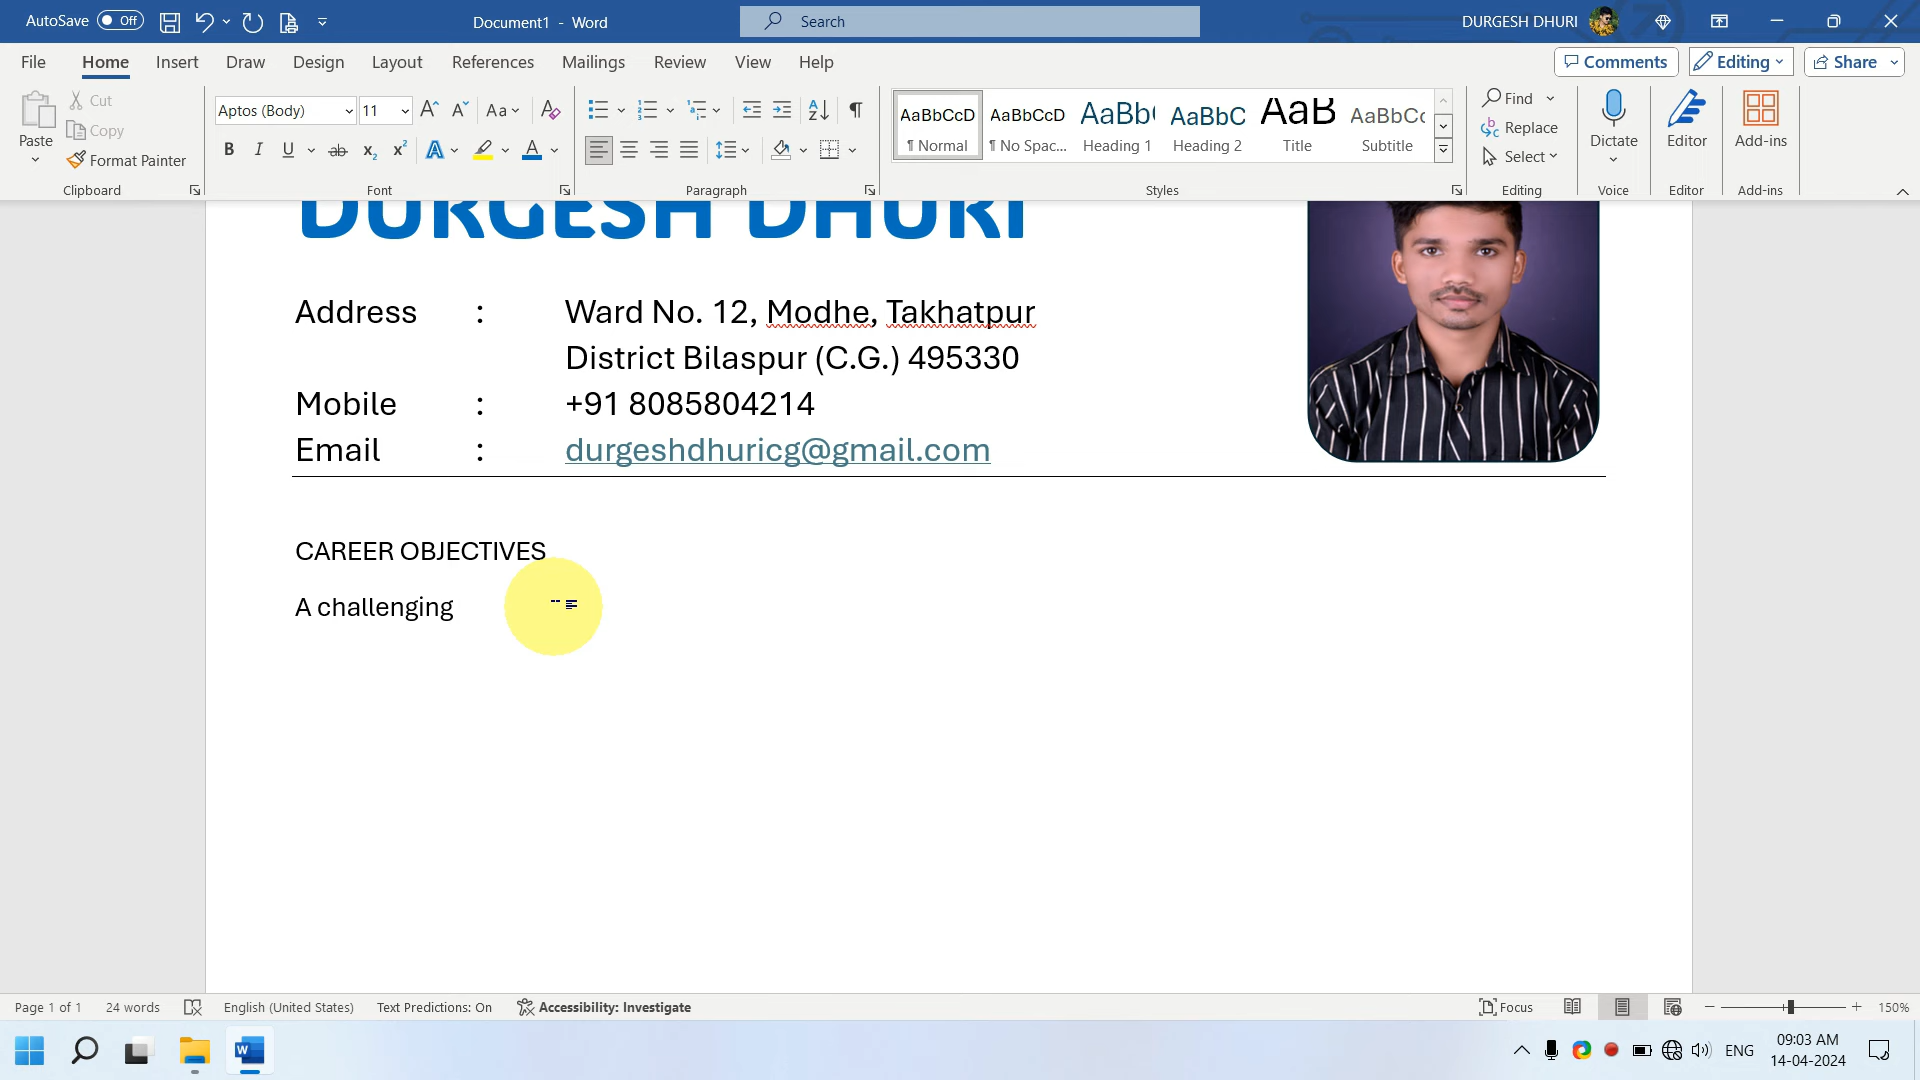 AutoSave Off
Document1 - Word
Search
DURGESH DHURI
File Home Insert Draw Design Layout References Mailings Review View Help
Comments Editing Share
Paste
Cut
Copy
Format Painter
Clipboard
Aptos (Body) 11
Font
Paragraph
AaBbCcD AaBbCcD AaBb( AaBbC AaB AaBbCc
¶ Normal ¶ No Spac... Heading 1 Heading 2 Title Subtitle
Styles
Find
Replace
Select
Editing
Dictate
Voice
Editor
Editor
Add-ins
Add-ins
DURGESH DHURI
Address : Ward No. 12, Modhe, Takhatpur
District Bilaspur (C.G.) 495330
Mobile : +91 8085804214
Email : durgeshdhuricg@gmail.com
CAREER OBJECTIVES
A challenging
Page 1 of 1 24 words English (United States) Text Predictions: On Accessibility: Investigate Focus 150%
ENG
09:03 AM
14-04-2024